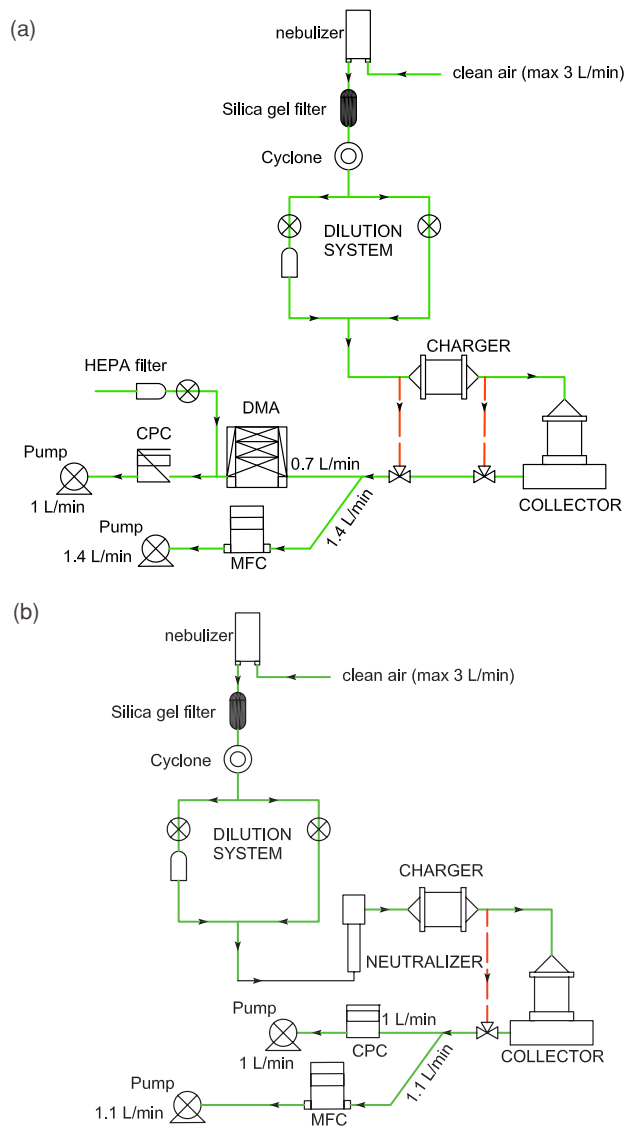 (a)
nebulizer
clean air (max 3 L/min)
Silica gel filter
Cyclone
DILUTION
SYSTEM
CHARGER
HEPA filter
DMA
CPC
Pump
0.7 L/min
1 L/min
COLLECTOR
1.4 L/min
Pump
1.4 L/min
MFC
(b)
nebulizer
clean air (max 3 L/min)
Silica gel filter
Cyclone
DILUTION
SYSTEM
CHARGER
NEUTRALIZER
Pump
1 L/min
CPC
1 L/min
COLLECTOR
1.1 L/min
Pump
1.1 L/min
MFC